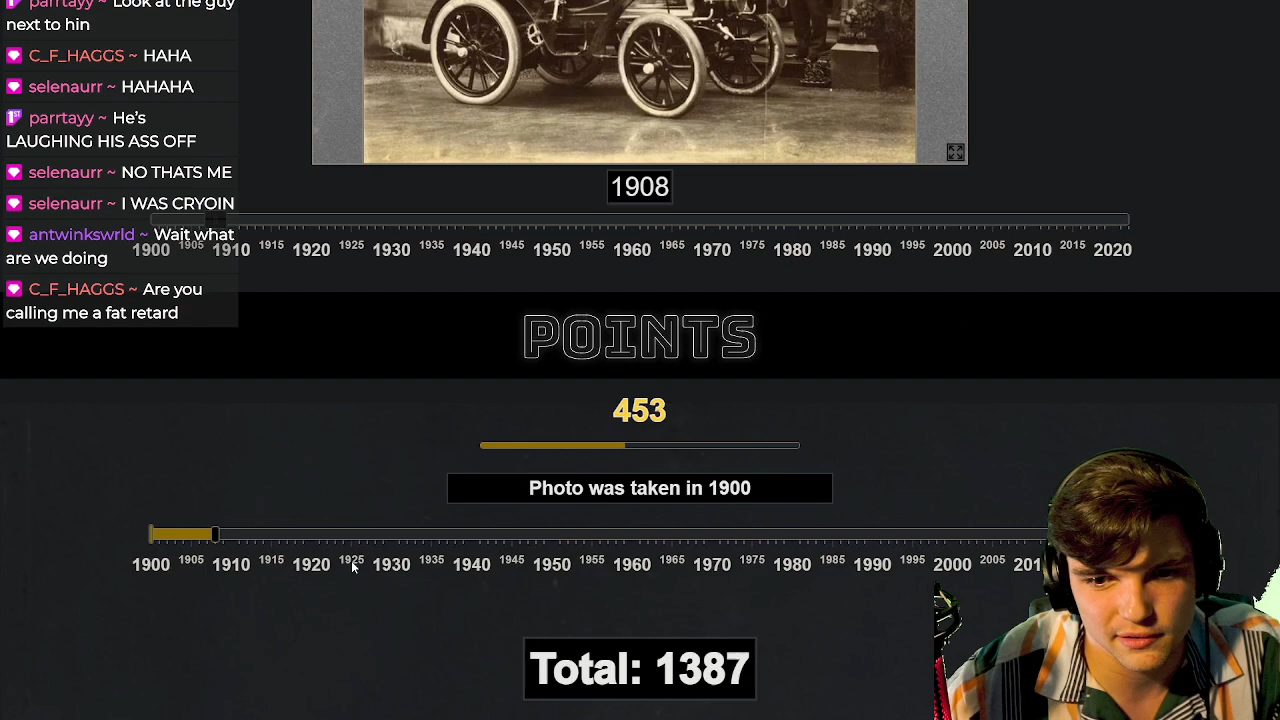 parrtayy ~ Look at the guy
next to hin
C_F_HAGGS ~ HAHA
selenaurr ~ HAHAHA
1ST parrtayy ~ He's
LAUGHING HIS ASS OFF
selenaurr ~ NO THATS ME
selenaurr ~ I WAS CRYOIN
antwinkswrld ~ Wait what
are we doing
C_F_HAGGS ~ Are you
calling me a fat retard
1908
1900 1905 1910 1915 1920 1925 1930 1935 1940 1945 1950 1955 1960 1965 1970 1975 1980 1985 1990 1995 2000 2005 2010 2015 2020
POINTS
453
Photo was taken in 1900
1900 1905 1910 1915 1920 1925 1930 1935 1940 1945 1950 1955 1960 1965 1970 1975 1980 1985 1990 1995 2000 2005
Total: 1387